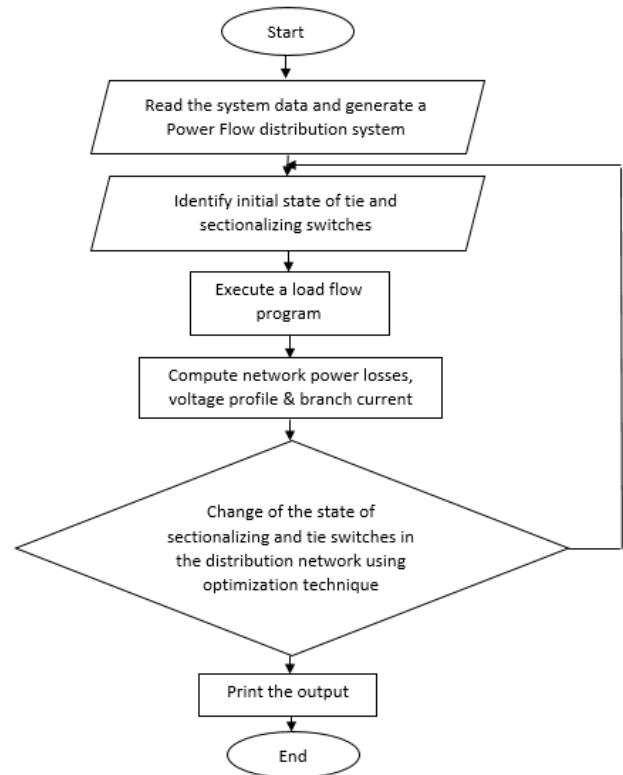 Start
Read the system data and generate a
Power Flow distribution system
Identify initial state of tie and
sectionalizing switches
Execute a load flow
program
Compute network power losses,
voltage profile & branch current
Change of the state of
sectionalizing and tie switches in
the distribution network using
optimization technique
Print the output
End